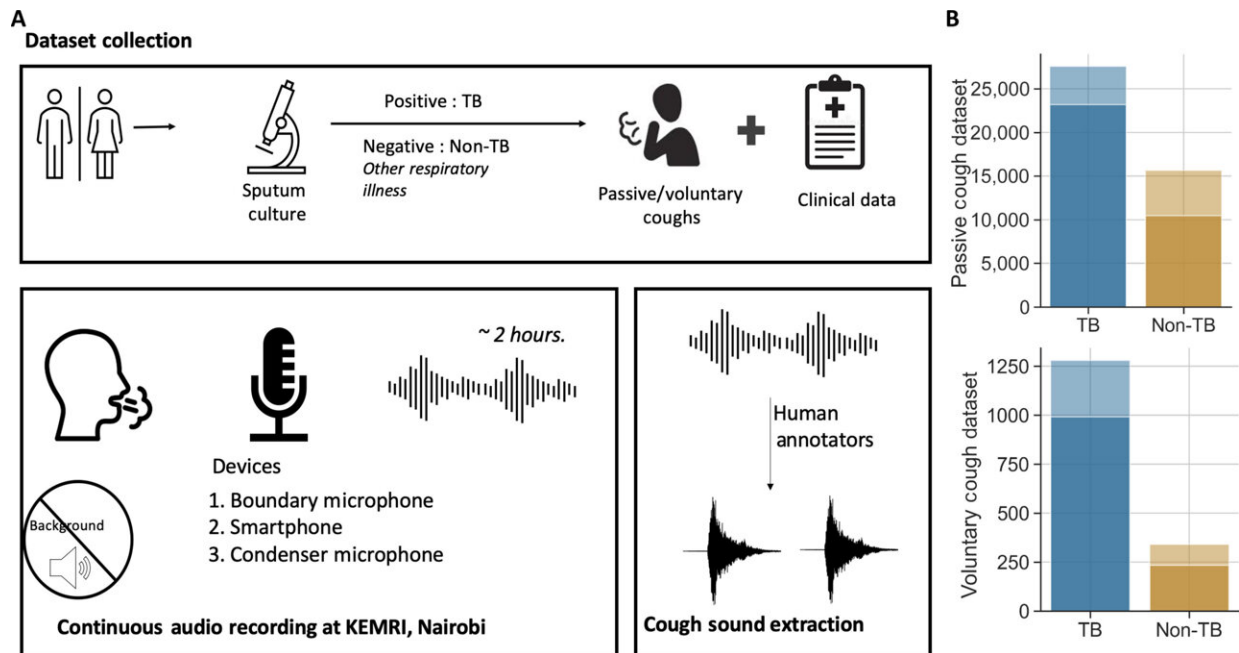 A
Dataset collection
Positive : TB
Negative : Non-TB
Other respiratory
illness
Sputum
culture
Passive/voluntary
coughs
Clinical data
~ 2 hours.
Devices
1. Boundary microphone
2. Smartphone
3. Condenser microphone
Background
Continuous audio recording at KEMRI, Nairobi
Human
annotators
Cough sound extraction
B
Passive cough dataset
25,000
20,000
15,000
10,000
5,000
0
TB Non-TB
Voluntary cough dataset
1250
1000
750
500
250
0
TB Non-TB